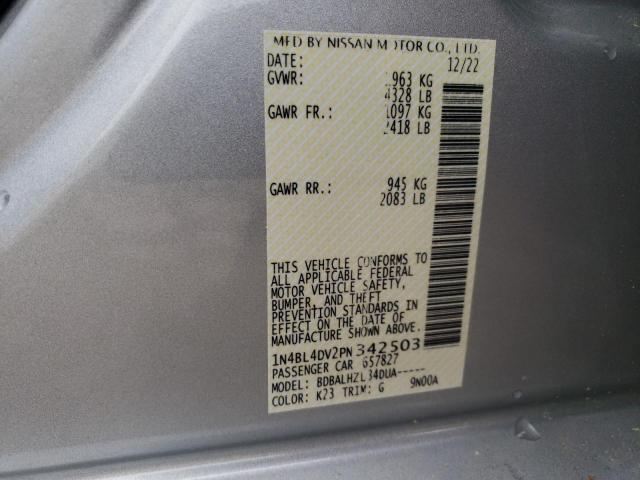 MFD BY NISSAN MOTOR CO., LTD.
DATE: 12/22
GVWR: 1963 KG
4328 LB
GAWR FR.: 1097 KG
2418 LB
GAWR RR.: 945 KG
2083 LB
THIS VEHICLE CONFORMS TO
ALL APPLICABLE FEDERAL
MOTOR VEHICLE SAFETY,
BUMPER, AND THEFT
PREVENTION STANDARDS IN
EFFECT ON THE DATE OF
MANUFACTURE SHOWN ABOVE.
1N4BL4DV2PN342503
PASSENGER CAR 657827
MODEL: BDBALHZL34DUA-----
COLOR: K23 TRIM: G 9N00A